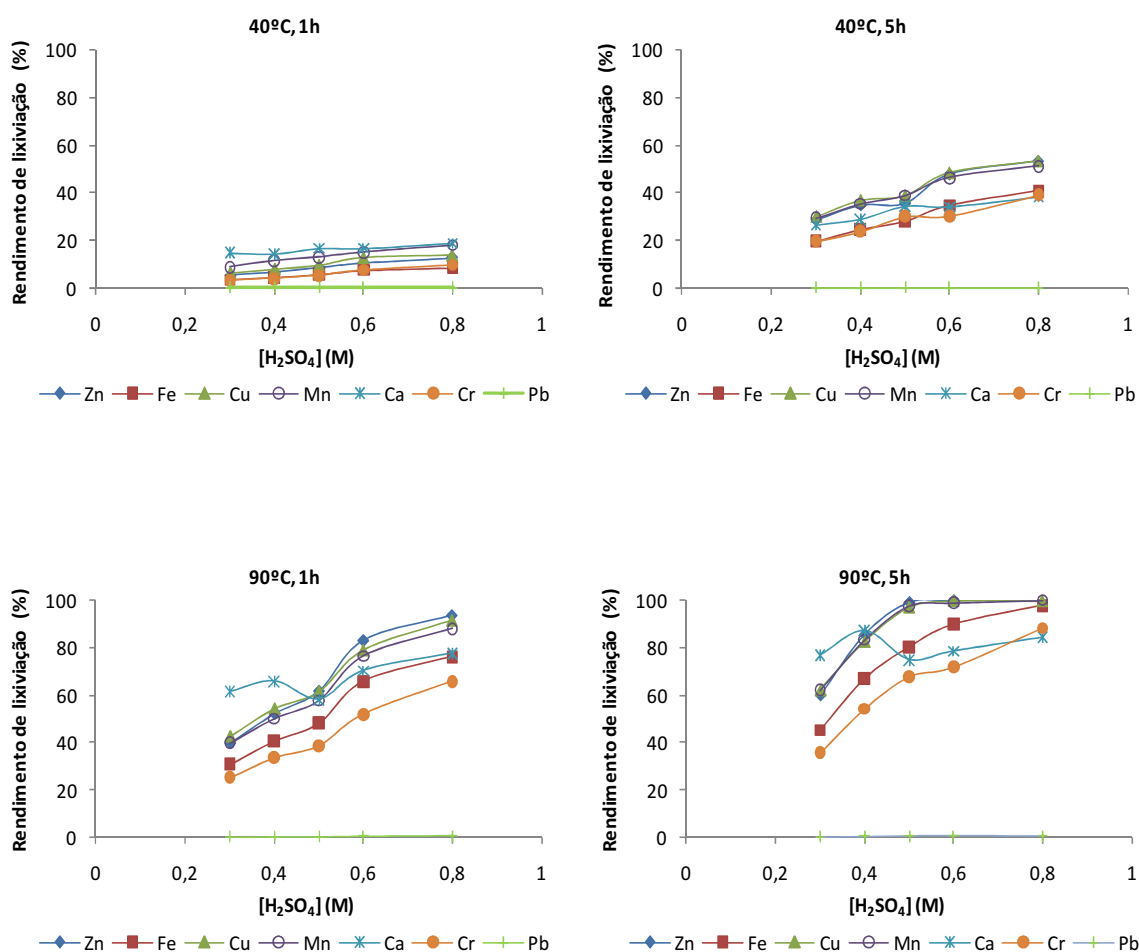 40ºC, 1h
Rendimento de lixiviação (%)
100
80
60
40
20
0
0 0,2 0,4 0,6 0,8 1
[H₂SO₄] (M)
Zn Fe Cu Mn Ca Cr Pb
40ºC, 5h
Rendimento de lixiviação (%)
100
80
60
40
20
0
0 0,2 0,4 0,6 0,8 1
[H₂SO₄] (M)
Zn Fe Cu Mn Ca Cr Pb
90ºC, 1h
Rendimento de lixiviação (%)
100
80
60
40
20
0
0 0,2 0,4 0,6 0,8 1
[H₂SO₄] (M)
Zn Fe Cu Mn Ca Cr Pb
90ºC, 5h
Rendimento de lixiviação (%)
100
80
60
40
20
0
0 0,2 0,4 0,6 0,8 1
[H₂SO₄] (M)
Zn Fe Cu Mn Ca Cr Pb